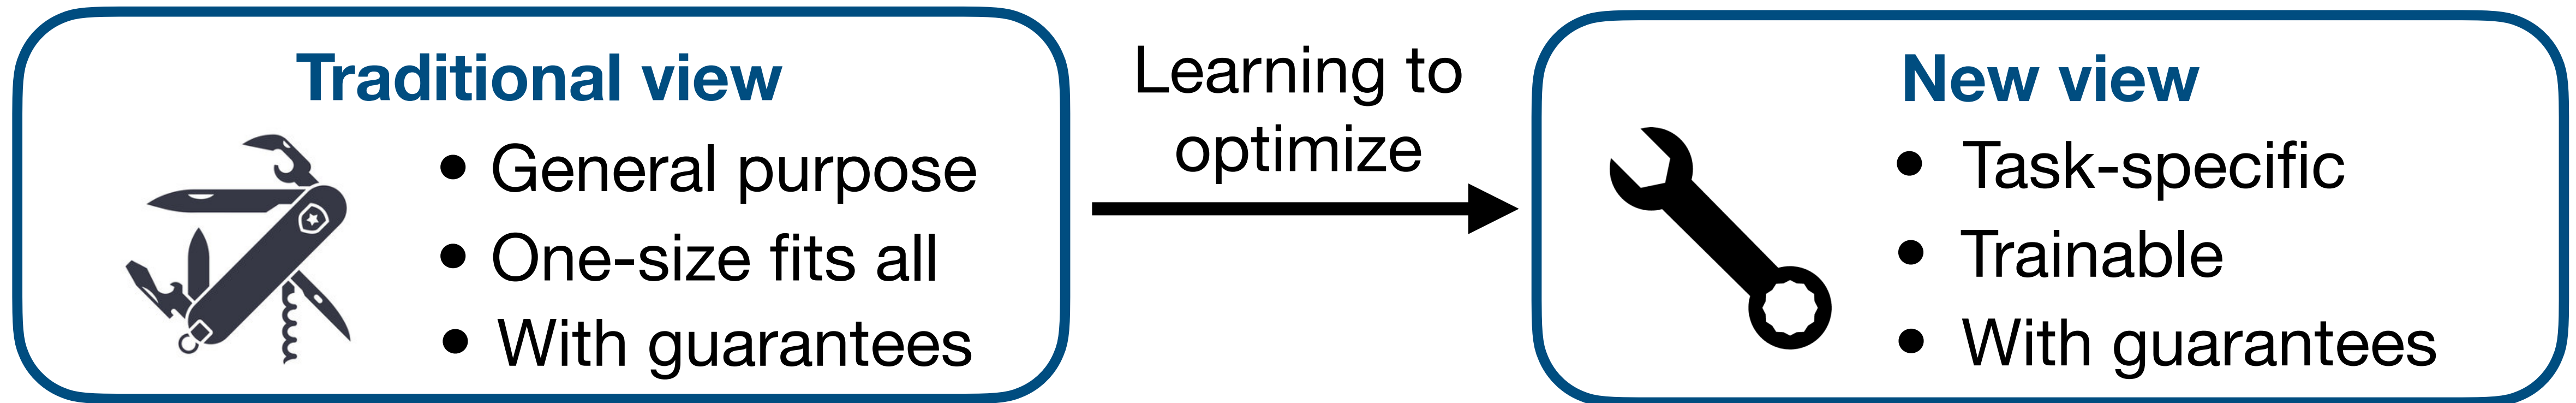 Traditional view
• General purpose
• One-size fits all
• With guarantees
Learning to
optimize
New view
• Task-specific
• Trainable
• With guarantees